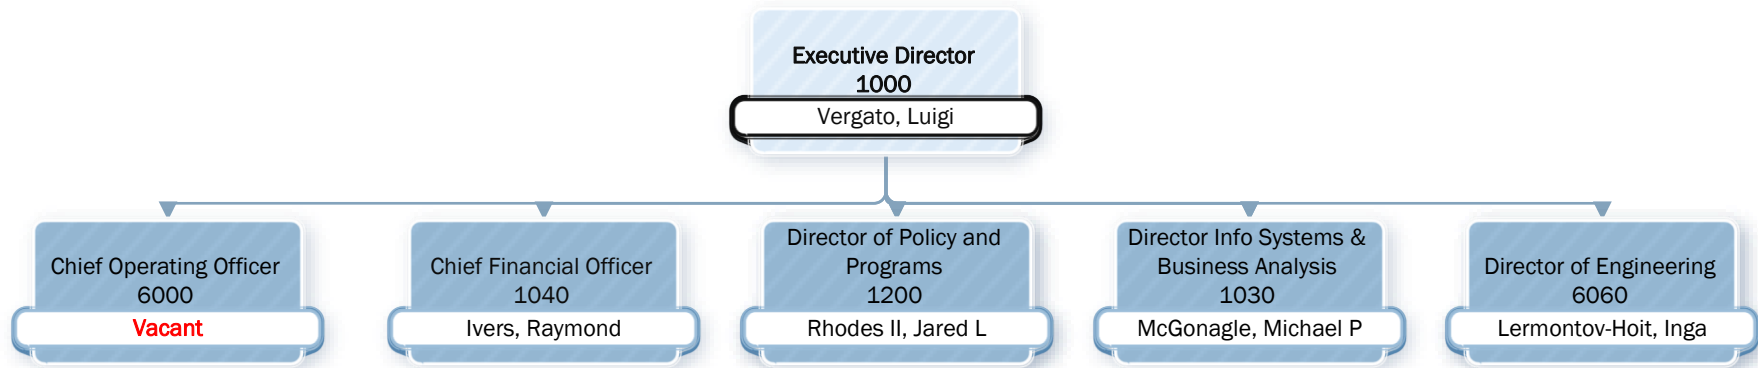 Executive Director
1000
Vergato, Luigi
Chief Operating Officer
6000
Vacant
Chief Financial Officer
1040
Ivers, Raymond
Director of Policy and
Programs
1200
Rhodes II, Jared L
Director Info Systems &
Business Analysis
1030
McGonagle, Michael P
Director of Engineering
6060
Lermontov-Hoit, Inga